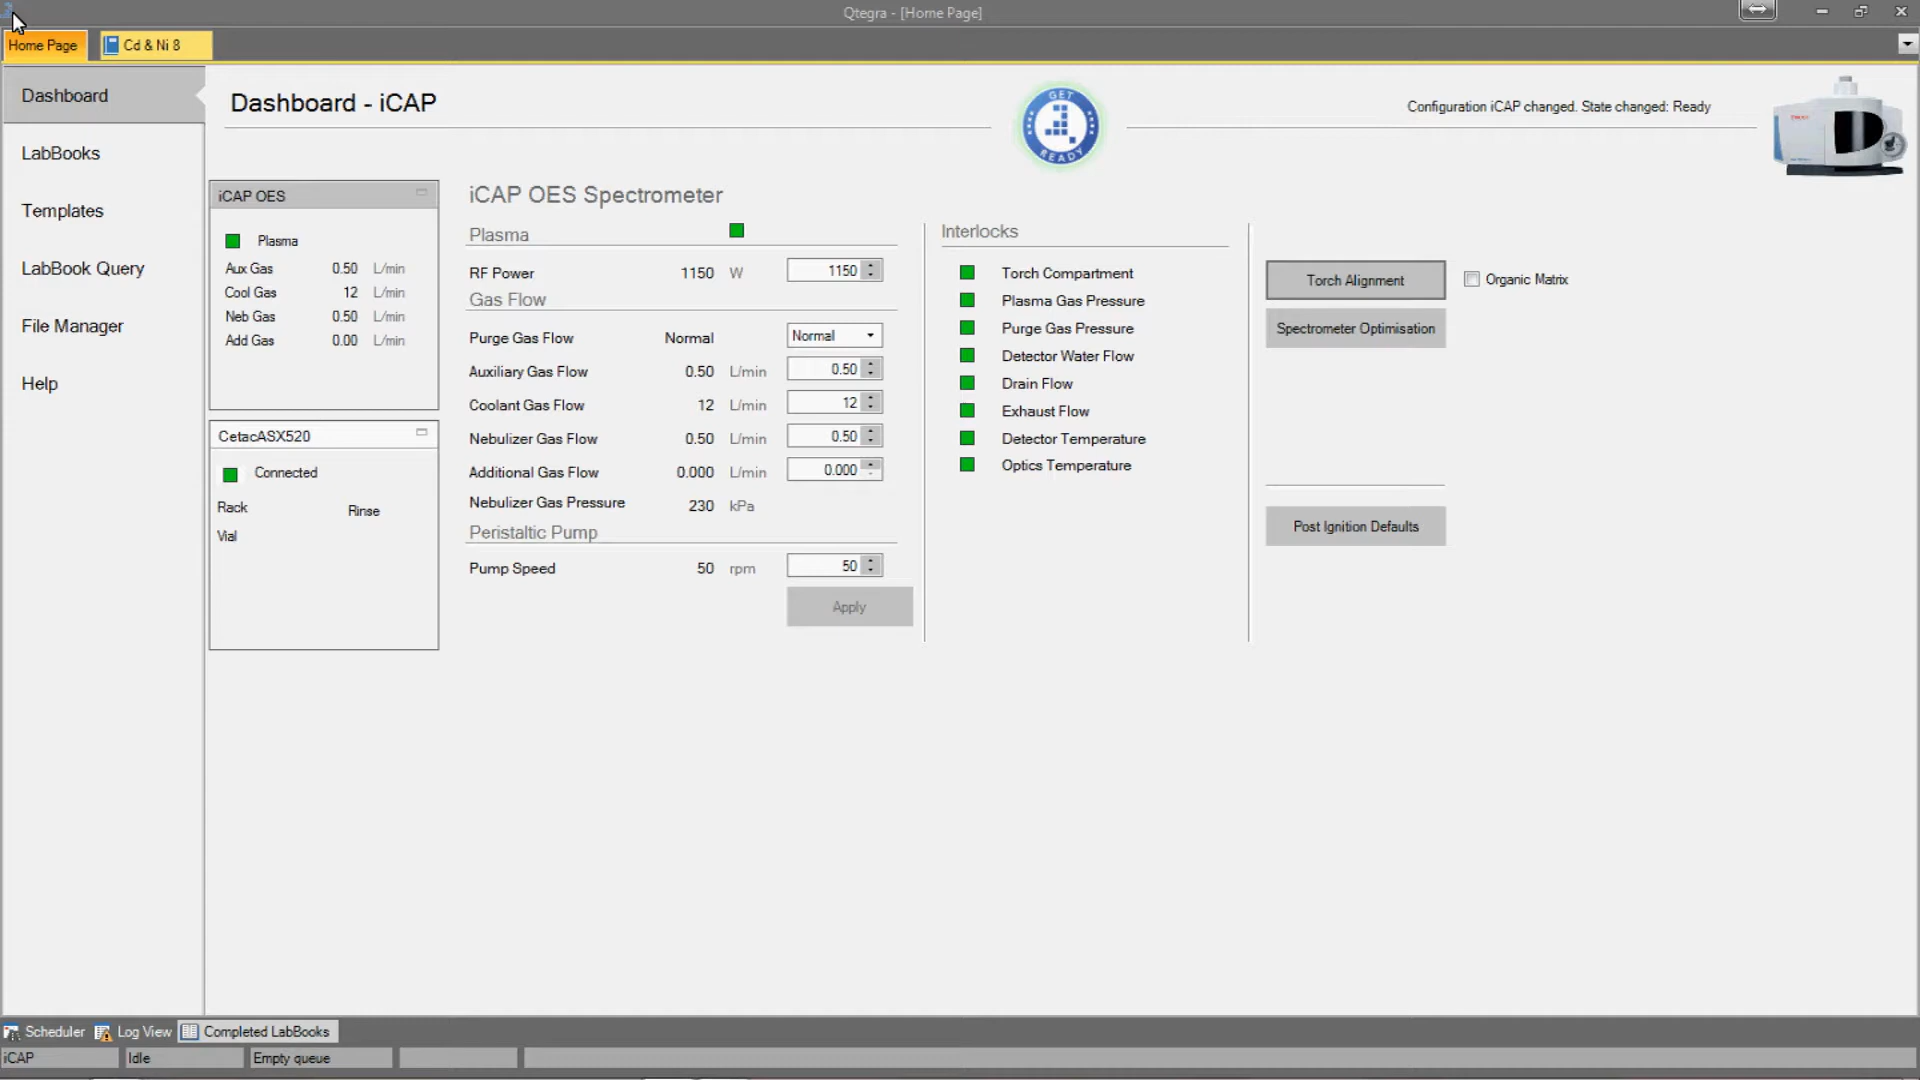 Qtegra - [Home Page]
Home Page
Cd & Ni 8
Dashboard
LabBooks
Templates
LabBook Query
File Manager
Help
Dashboard - iCAP
GET
READY
Configuration iCAP changed. State changed: Ready
iCAP OES
Plasma
Aux Gas 0.50 L/min
Cool Gas 12 L/min
Neb Gas 0.50 L/min
Add Gas 0.00 L/min
CetacASX520
Connected
Rack
Rinse
Vial
iCAP OES Spectrometer
Plasma
RF Power 1150 W 1150
Gas Flow
Purge Gas Flow Normal Normal
Auxiliary Gas Flow 0.50 L/min 0.50
Coolant Gas Flow 12 L/min 12
Nebulizer Gas Flow 0.50 L/min 0.50
Additional Gas Flow 0.000 L/min 0.000
Nebulizer Gas Pressure 230 kPa
Peristaltic Pump
Pump Speed 50 rpm 50
Apply
Interlocks
Torch Compartment
Plasma Gas Pressure
Purge Gas Pressure
Detector Water Flow
Drain Flow
Exhaust Flow
Detector Temperature
Optics Temperature
Torch Alignment
Organic Matrix
Spectrometer Optimisation
Post Ignition Defaults
Scheduler
Log View
Completed LabBooks
iCAP
Idle
Empty queue